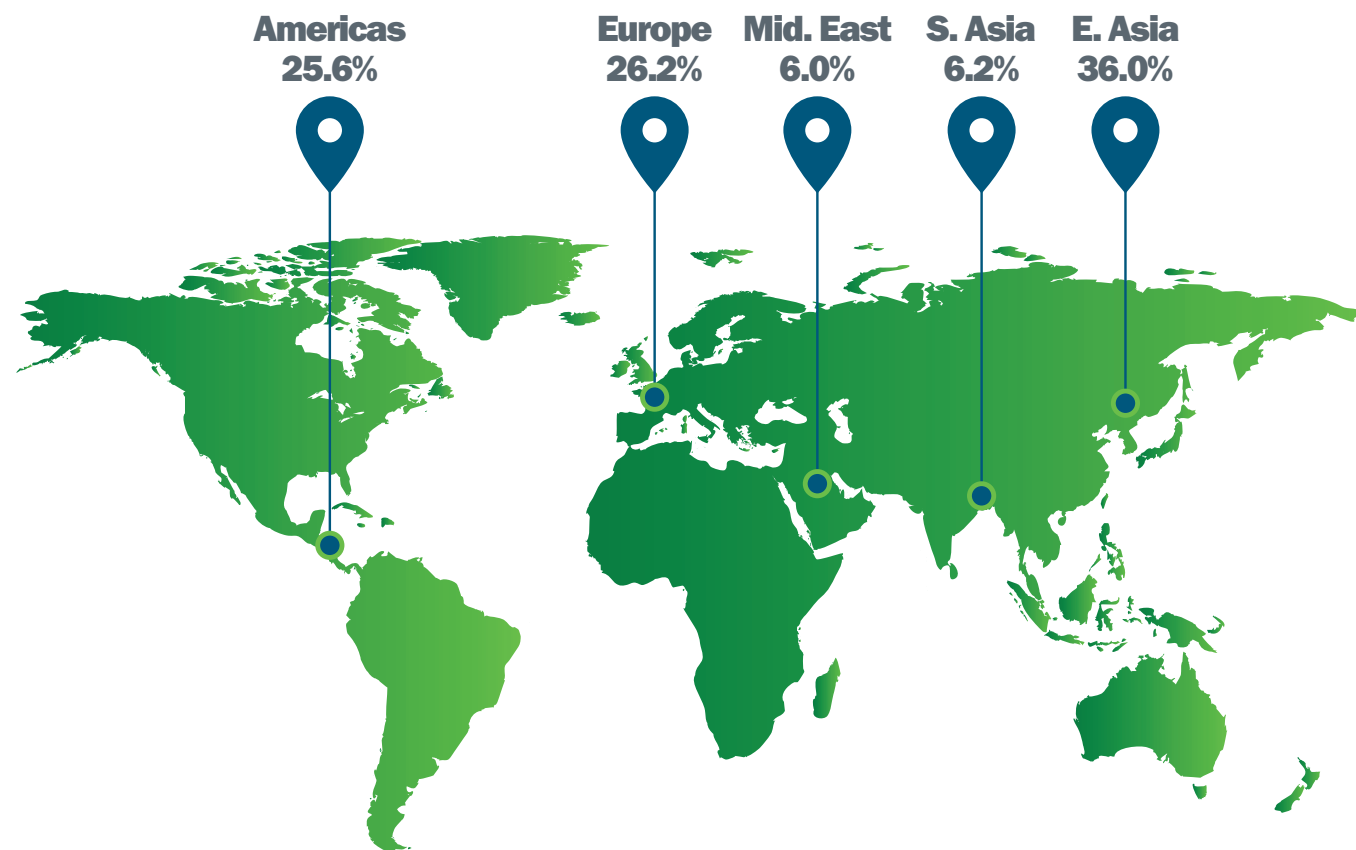 Americas
25.6%
Europe
26.2%
Mid. East
6.0%
S. Asia
6.2%
E. Asia
36.0%